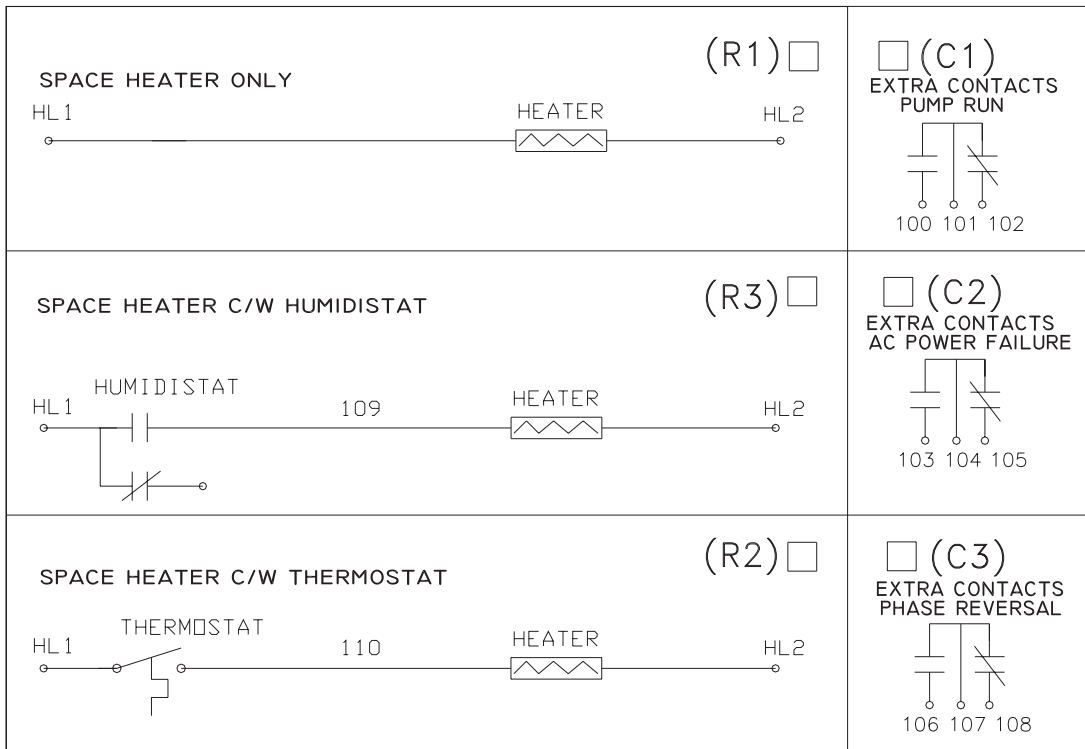 SPACE HEATER ONLY
(R1)
HL1
HEATER
HL2
(C1)
EXTRA CONTACTS
PUMP RUN
100 101 102
SPACE HEATER C/W HUMIDISTAT
(R3)
HUMIDISTAT
HL1
109
HEATER
HL2
(C2)
EXTRA CONTACTS
AC POWER FAILURE
103 104 105
SPACE HEATER C/W THERMOSTAT
(R2)
THERMOSTAT
HL1
110
HEATER
HL2
(C3)
EXTRA CONTACTS
PHASE REVERSAL
106 107 108